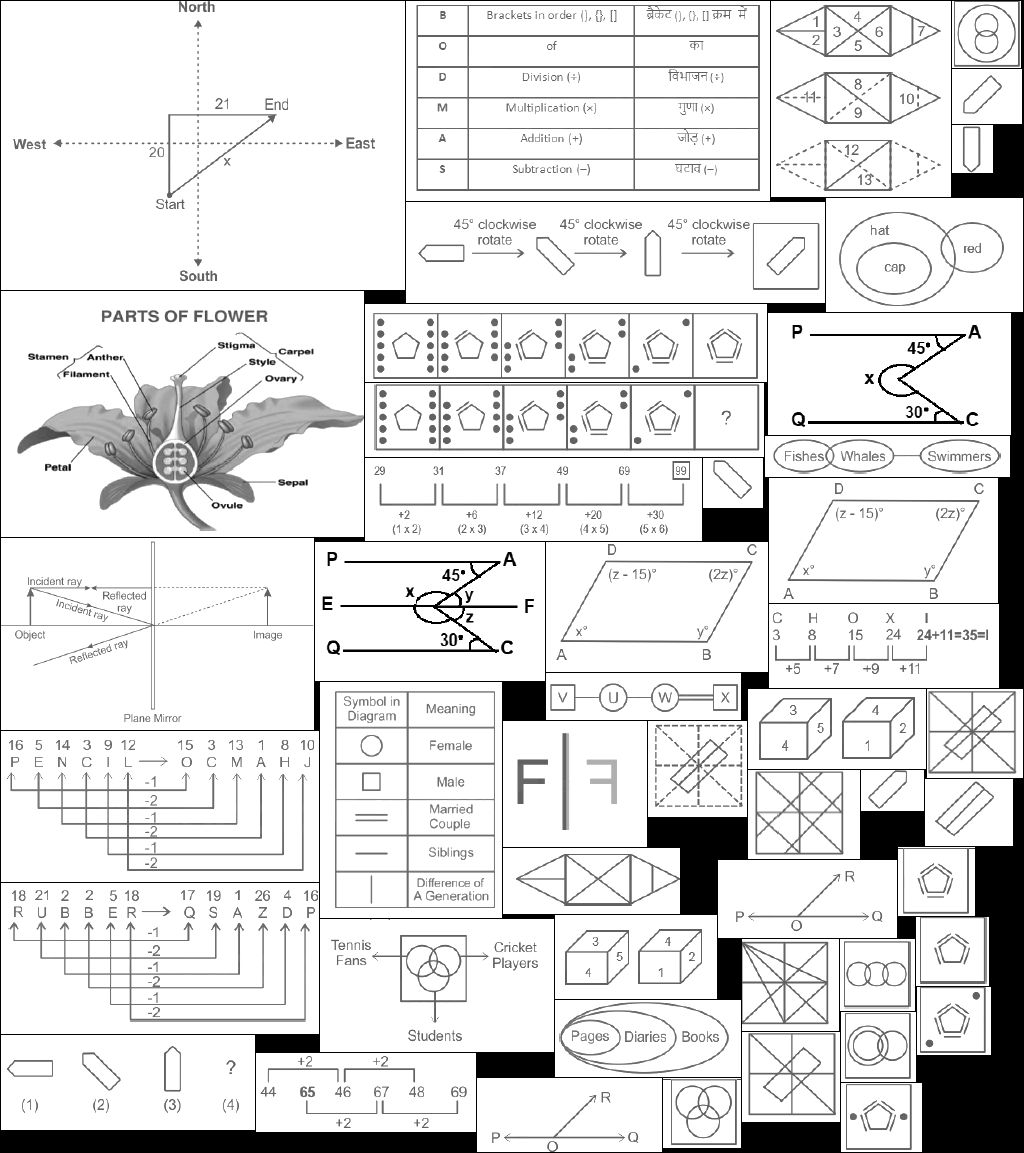 North
21
End
West
East
20
x
Start
South
B Brackets in order (), {}, [] ब्रैकेट (), {}, [] क्रम में
O of का
D Division (÷) विभाजन (÷)
M Multiplication (×) गुणा (×)
A Addition (+) जोड़ (+)
S Subtraction (−) घटाव (−)
1 2 3 4 5 6 7
8 9 10 11
12 13
45° clockwise rotate
45° clockwise rotate
45° clockwise rotate
hat
cap
red
PARTS OF FLOWER
Stigma
Stamen
Anther
Carpel
Style
Filament
Ovary
Petal
Sepal
Ovule
?
P A
45°
x
30°
Q C
29 31 37 49 69 99
+2 +6 +12 +20 +30
(1 x 2) (2 x 3) (3 x 4) (4 x 5) (5 x 6)
Fishes Whales Swimmers
D C
(z - 15)° (2z)°
x° y°
A B
Incident ray
Reflected ray
Incident ray
Object
Image
Reflected ray
Plane Mirror
P A
45°
x y
E F
z
30°
Q C
D C
(z - 15)° (2z)°
x° y°
A B
C H O X I
3 8 15 24 24+11=35=I
+5 +7 +9 +11
V U W X
16 5 14 3 9 12 15 3 13 1 8 10
P E N C I L O C M A H J
-1
-2
-1
-2
-1
-2
Symbol in Diagram Meaning
Female
Male
Married Couple
Siblings
Difference of A Generation
F F
3 5 4
4 2 1
18 21 2 2 5 18 17 19 1 26 4 16
R U B B E R Q S A Z D P
-1
-2
-1
-2
-1
-2
R
P O Q
Tennis Fans
Cricket Players
Students
3 5 4
4 2 1
Pages Diaries Books
?
(1) (2) (3) (4)
+2 +2
44 65 46 67 48 69
+2 +2
R
P O Q